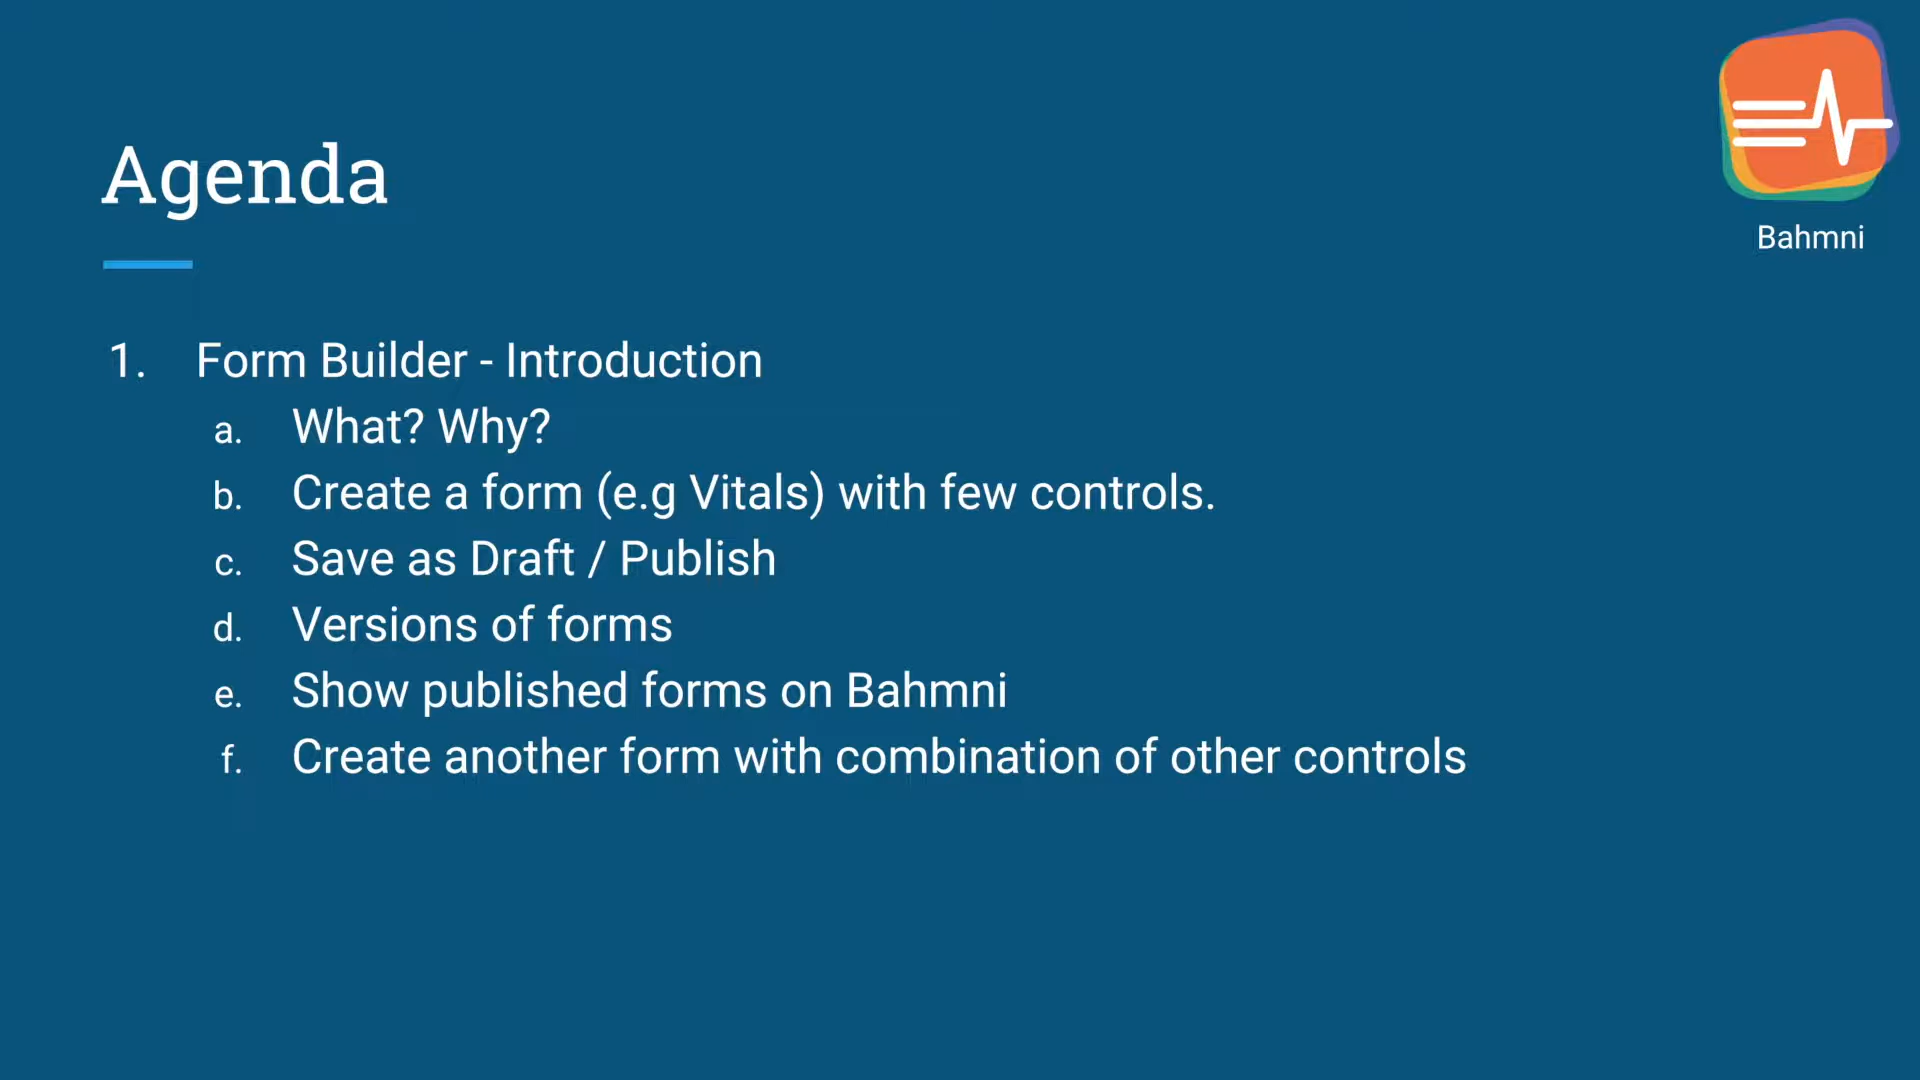 Agenda
Bahmni
1. Form Builder - Introduction
a. What? Why?
b. Create a form (e.g Vitals) with few controls.
c. Save as Draft / Publish
d. Versions of forms
e. Show published forms on Bahmni
f. Create another form with combination of other controls